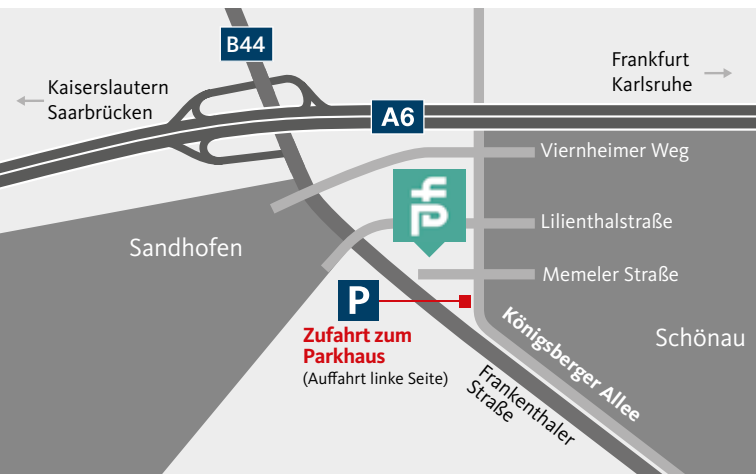 B44
Kaiserslautern
Saarbrücken
Frankfurt
Karlsruhe
A6
Viernheimer Weg
Lilienthalstraße
Sandhofen
Memeler Straße
P
Zufahrt zum
Parkhaus
(Auffahrt linke Seite)
Königsberger Allee
Schönau
Frankenthaler
Straße